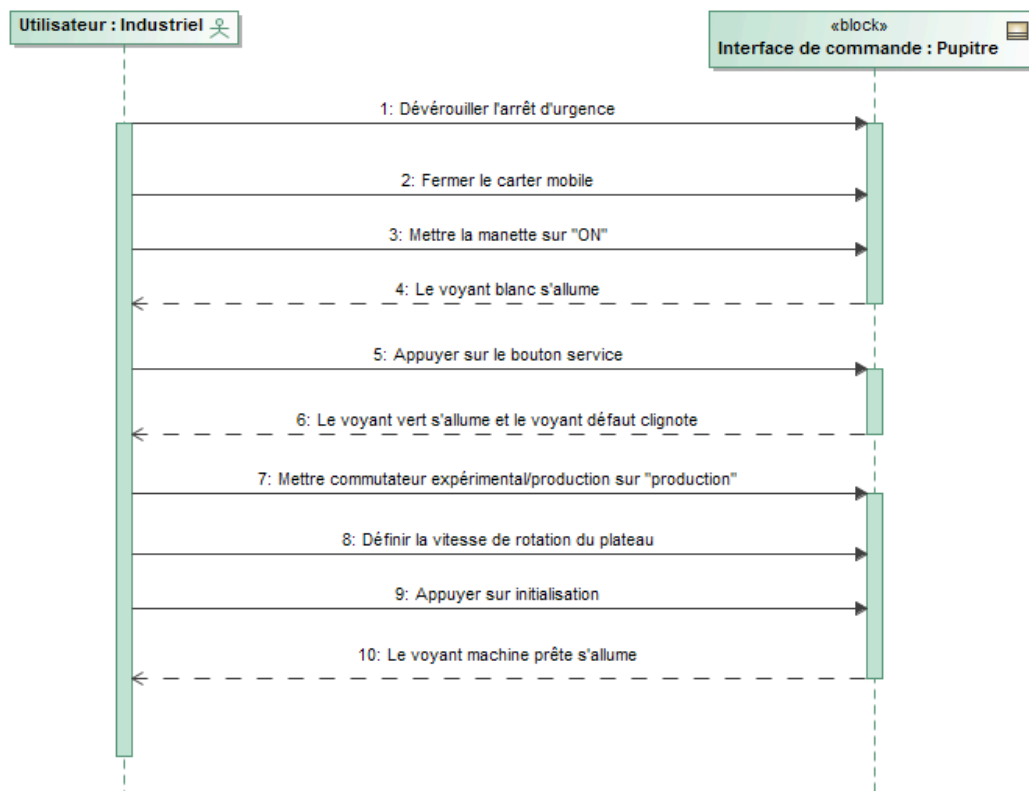 Utilisateur : Industriel
«block»
Interface de commande : Pupitre
1: Dévérouiller l'arrêt d'urgence
2: Fermer le carter mobile
3: Mettre la manette sur "ON"
4: Le voyant blanc s'allume
5: Appuyer sur le bouton service
6: Le voyant vert s'allume et le voyant défaut clignote
7: Mettre commutateur expérimental/production sur "production"
8: Définir la vitesse de rotation du plateau
9: Appuyer sur initialisation
10: Le voyant machine prête s'allume